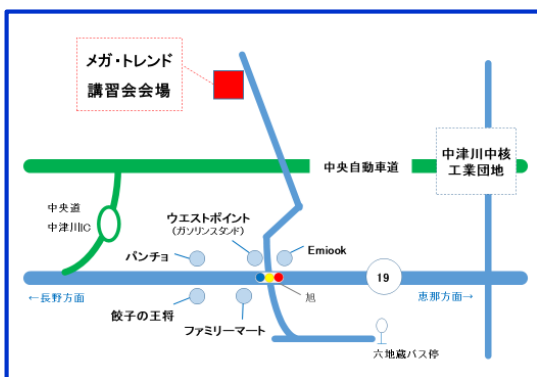 メガ・トレンド
講習会会場
中央自動車道
中津川中核
工業団地
中央道
中津川IC
ウエストポイント
(ガソリンスタンド)
パンチョ
Emiook
19
←長野方面
旭
恵那方面→
餃子の王将
ファミリーマート
六地蔵バス停